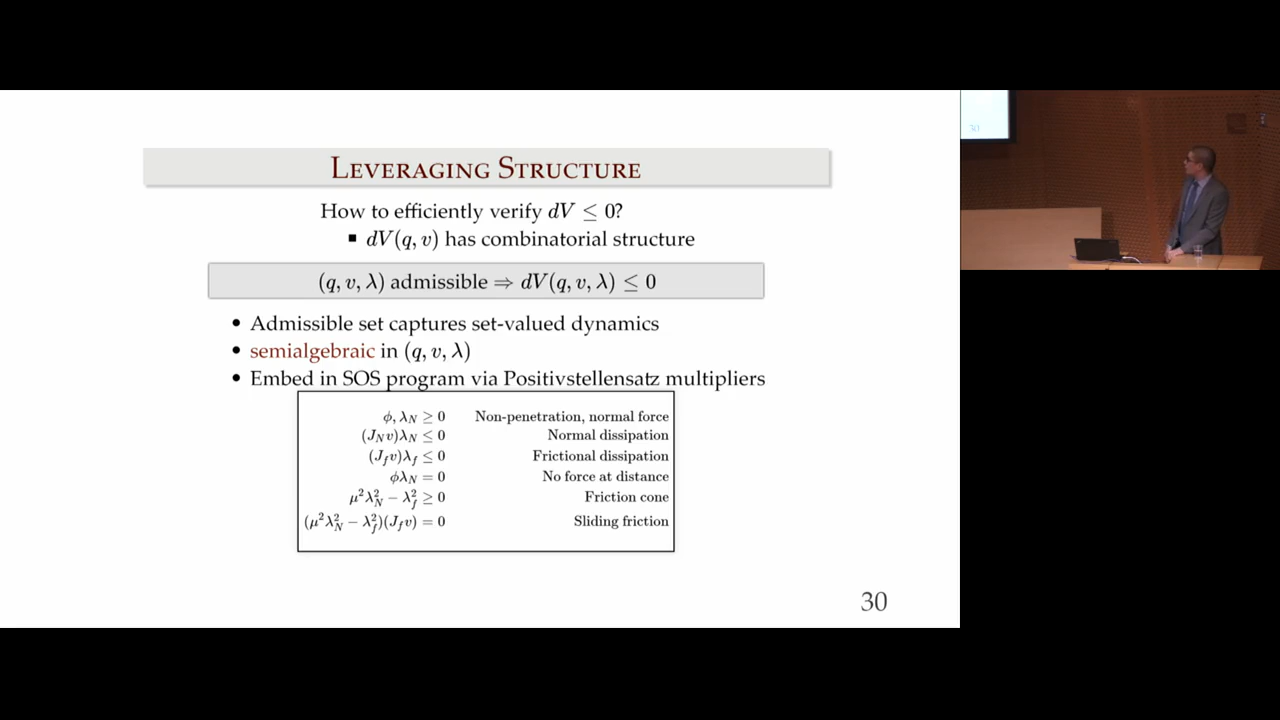 LEVERAGING STRUCTURE
How to efficiently verify dV ≤ 0?
▪ dV(q, v) has combinatorial structure
(q, v, λ) admissible ⇒ dV(q, v, λ) ≤ 0
• Admissible set captures set-valued dynamics
• semialgebraic in (q, v, λ)
• Embed in SOS program via Positivstellensatz multipliers
ϕ, λ_N ≥ 0 Non-penetration, normal force
(J_N v)λ_N ≤ 0 Normal dissipation
(J_f v)λ_f ≤ 0 Frictional dissipation
ϕλ_N = 0 No force at distance
μ²λ_N² − λ_f² ≥ 0 Friction cone
(μ²λ_N² − λ_f²)(J_f v) = 0 Sliding friction
30
30